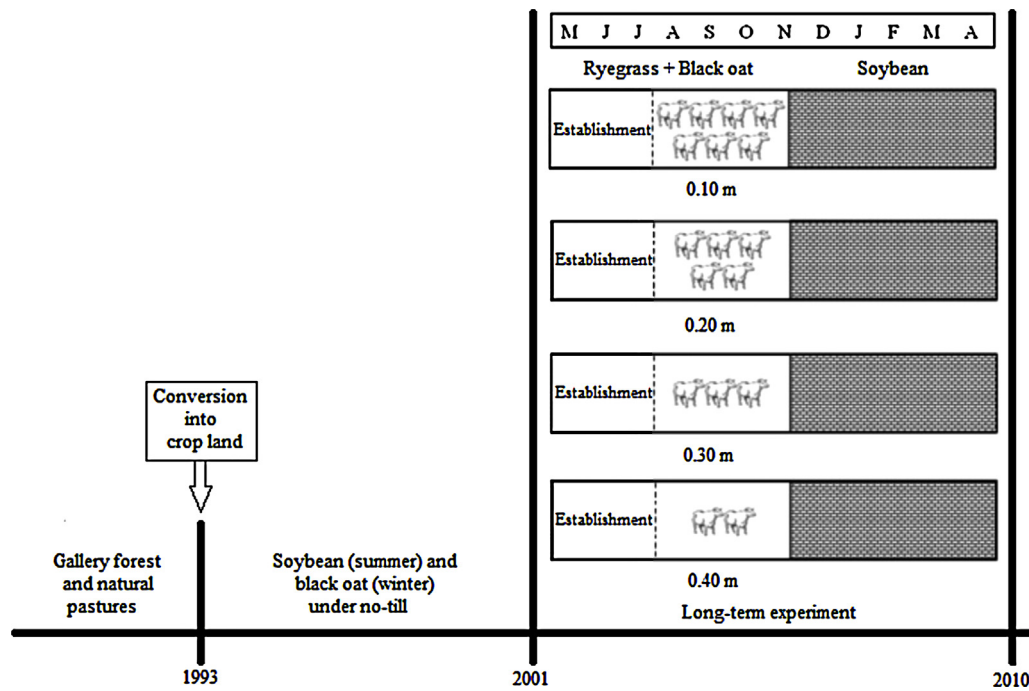 M J J A S O N D J F M A
Ryegrass + Black oat Soybean
Establishment
0.10 m
Establishment
0.20 m
Establishment
0.30 m
Establishment
0.40 m
Long-term experiment
Conversion
into
crop land
Gallery forest
and natural
pastures
Soybean (summer) and
black oat (winter)
under no-till
1993
2001
2010